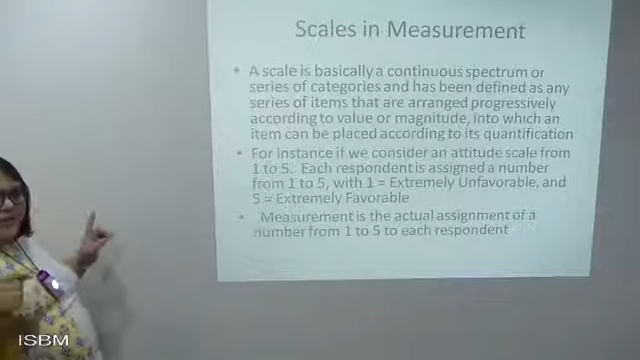 Scales in Measurement
• A scale is basically a continuous spectrum or
series of categories and has been defined as any
series of items that are arranged progressively
according to value or magnitude, into which an
item can be placed according to its quantification
• For instance if we consider an attitude scale from
1 to 5. Each respondent is assigned a number
from 1 to 5, with 1 = Extremely Unfavorable, and
5 = Extremely Favorable
• Measurement is the actual assignment of a
number from 1 to 5 to each respondent
ISBM